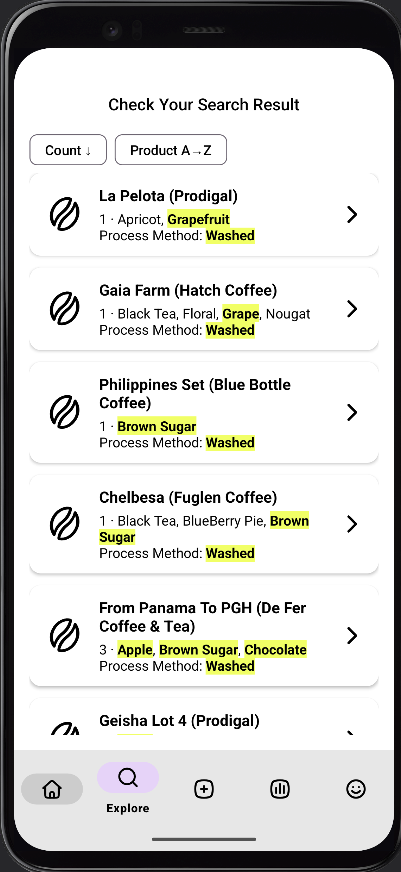 Check Your Search Result
Count ↓
Product A→Z
La Pelota (Prodigal)
1 · Apricot, Grapefruit
Process Method: Washed
Gaia Farm (Hatch Coffee)
1 · Black Tea, Floral, Grape, Nougat
Process Method: Washed
Philippines Set (Blue Bottle
Coffee)
1 · Brown Sugar
Process Method: Washed
Chelbesa (Fuglen Coffee)
1 · Black Tea, BlueBerry Pie, Brown
Sugar
Process Method: Washed
From Panama To PGH (De Fer
Coffee & Tea)
3 · Apple, Brown Sugar, Chocolate
Process Method: Washed
Geisha Lot 4 (Prodigal)
Explore